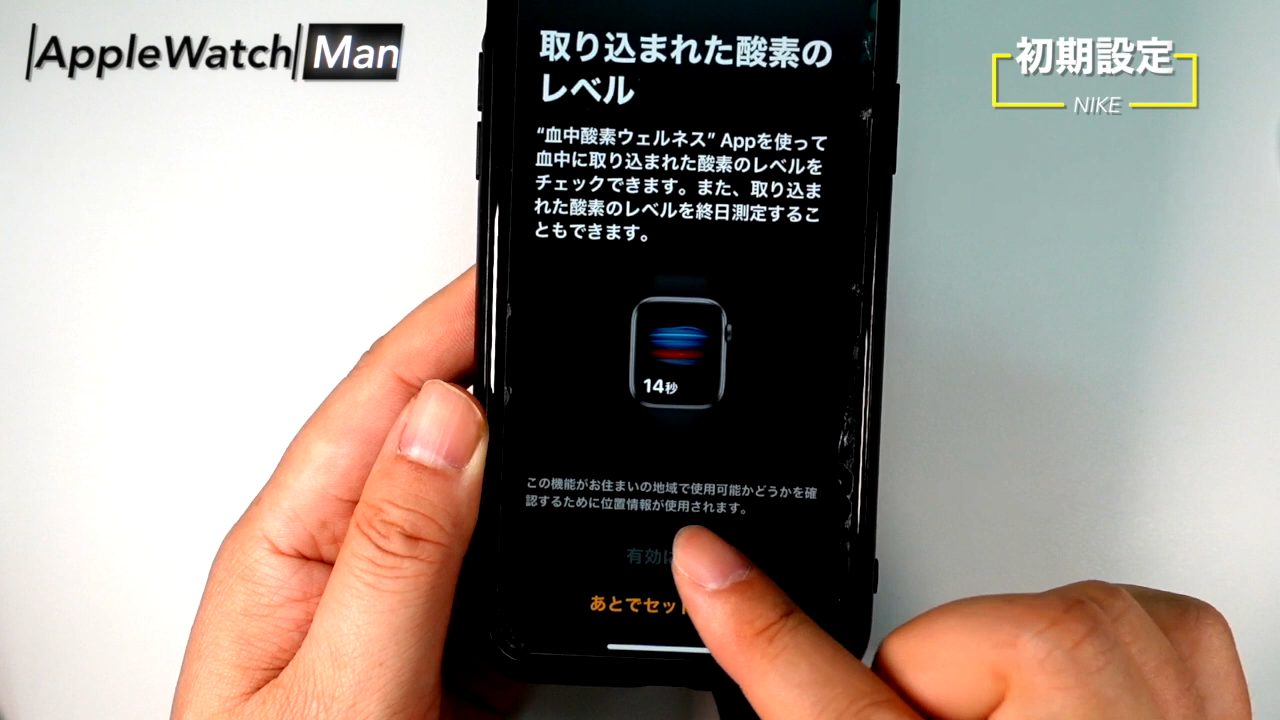 AppleWatch Man
初期設定
NIKE
取り込まれた酸素の
レベル
“血中酸素ウェルネス” Appを使って
血中に取り込まれた酸素のレベルを
チェックできます。また、取り込ま
れた酸素のレベルを終日測定するこ
ともできます。
14秒
この機能がお住まいの地域で使用可能かどうかを確
認するために位置情報が使用されます。
有効に
あとでセット